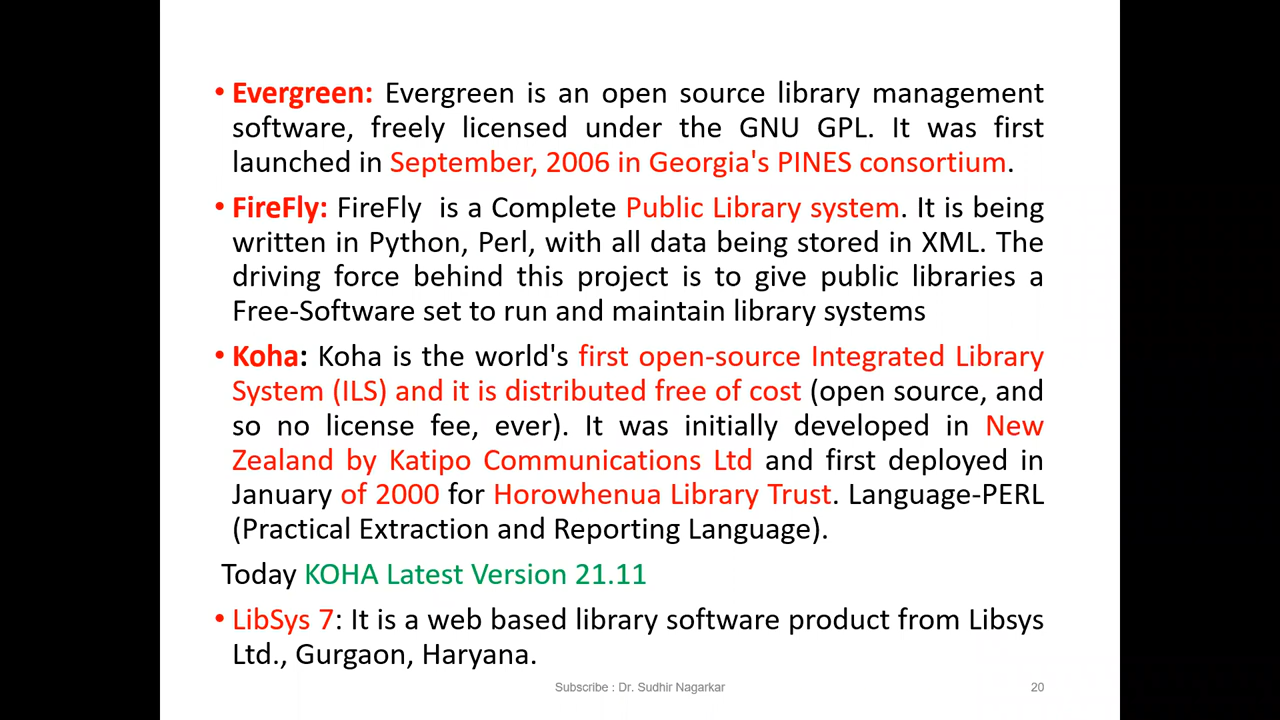 • Evergreen: Evergreen is an open source library management
software, freely licensed under the GNU GPL. It was first
launched in September, 2006 in Georgia's PINES consortium.
• FireFly: FireFly is a Complete Public Library system. It is being
written in Python, Perl, with all data being stored in XML. The
driving force behind this project is to give public libraries a
Free-Software set to run and maintain library systems
• Koha: Koha is the world's first open-source Integrated Library
System (ILS) and it is distributed free of cost (open source, and
so no license fee, ever). It was initially developed in New
Zealand by Katipo Communications Ltd and first deployed in
January of 2000 for Horowhenua Library Trust. Language-PERL
(Practical Extraction and Reporting Language).
Today KOHA Latest Version 21.11
• LibSys 7: It is a web based library software product from Libsys
Ltd., Gurgaon, Haryana.
Subscribe : Dr. Sudhir Nagarkar
20